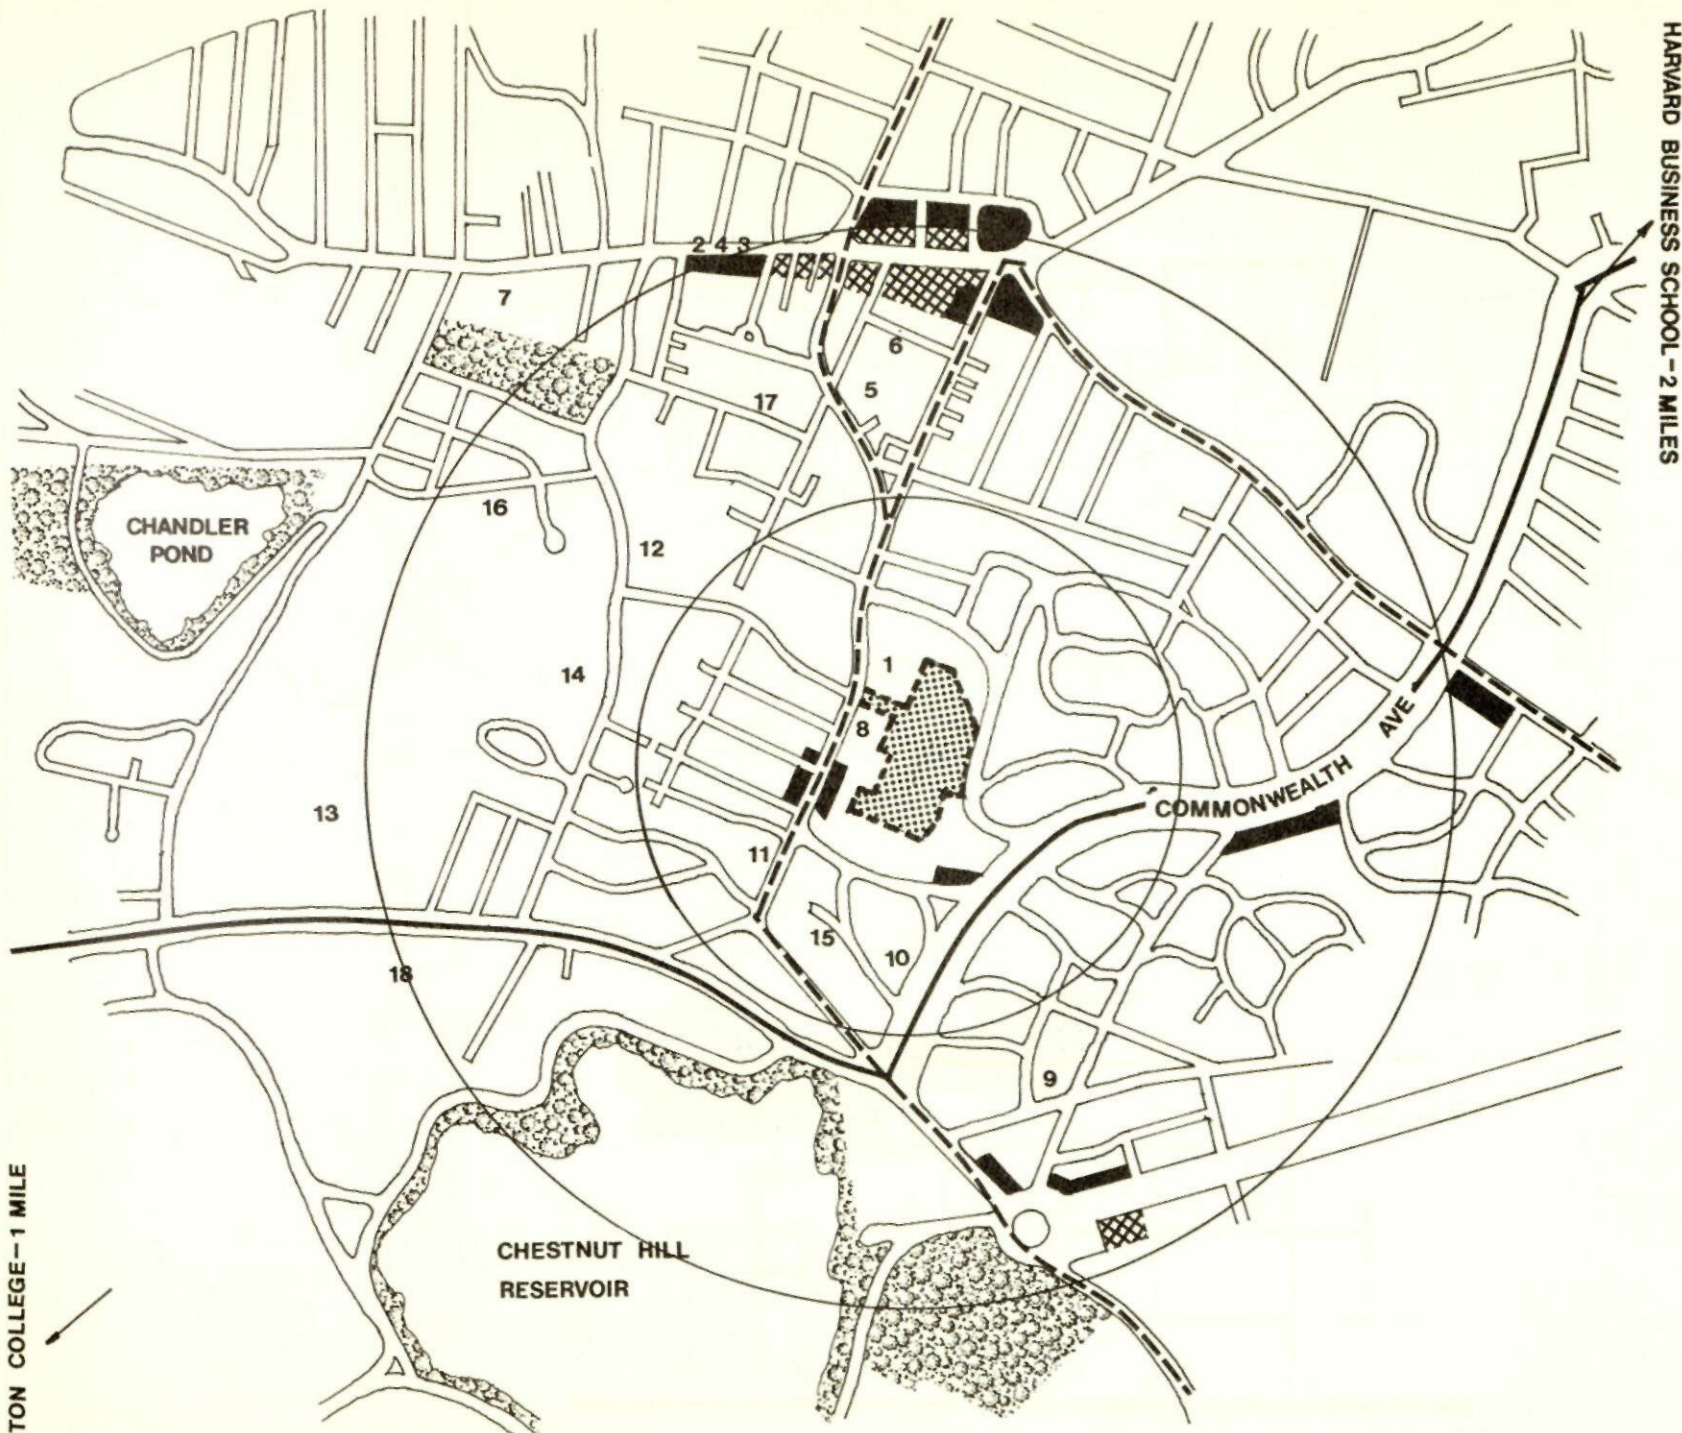 HARVARD BUSINESS SCHOOL-2 MILES
2 4 3
7
6
5
17
16
CHANDLER
POND
12
1
14
8
AVE
COMMONWEALTH
13
11
15
10
18
9
CHESTNUT HILL
RESERVOIR
TON COLLEGE-1 MILE